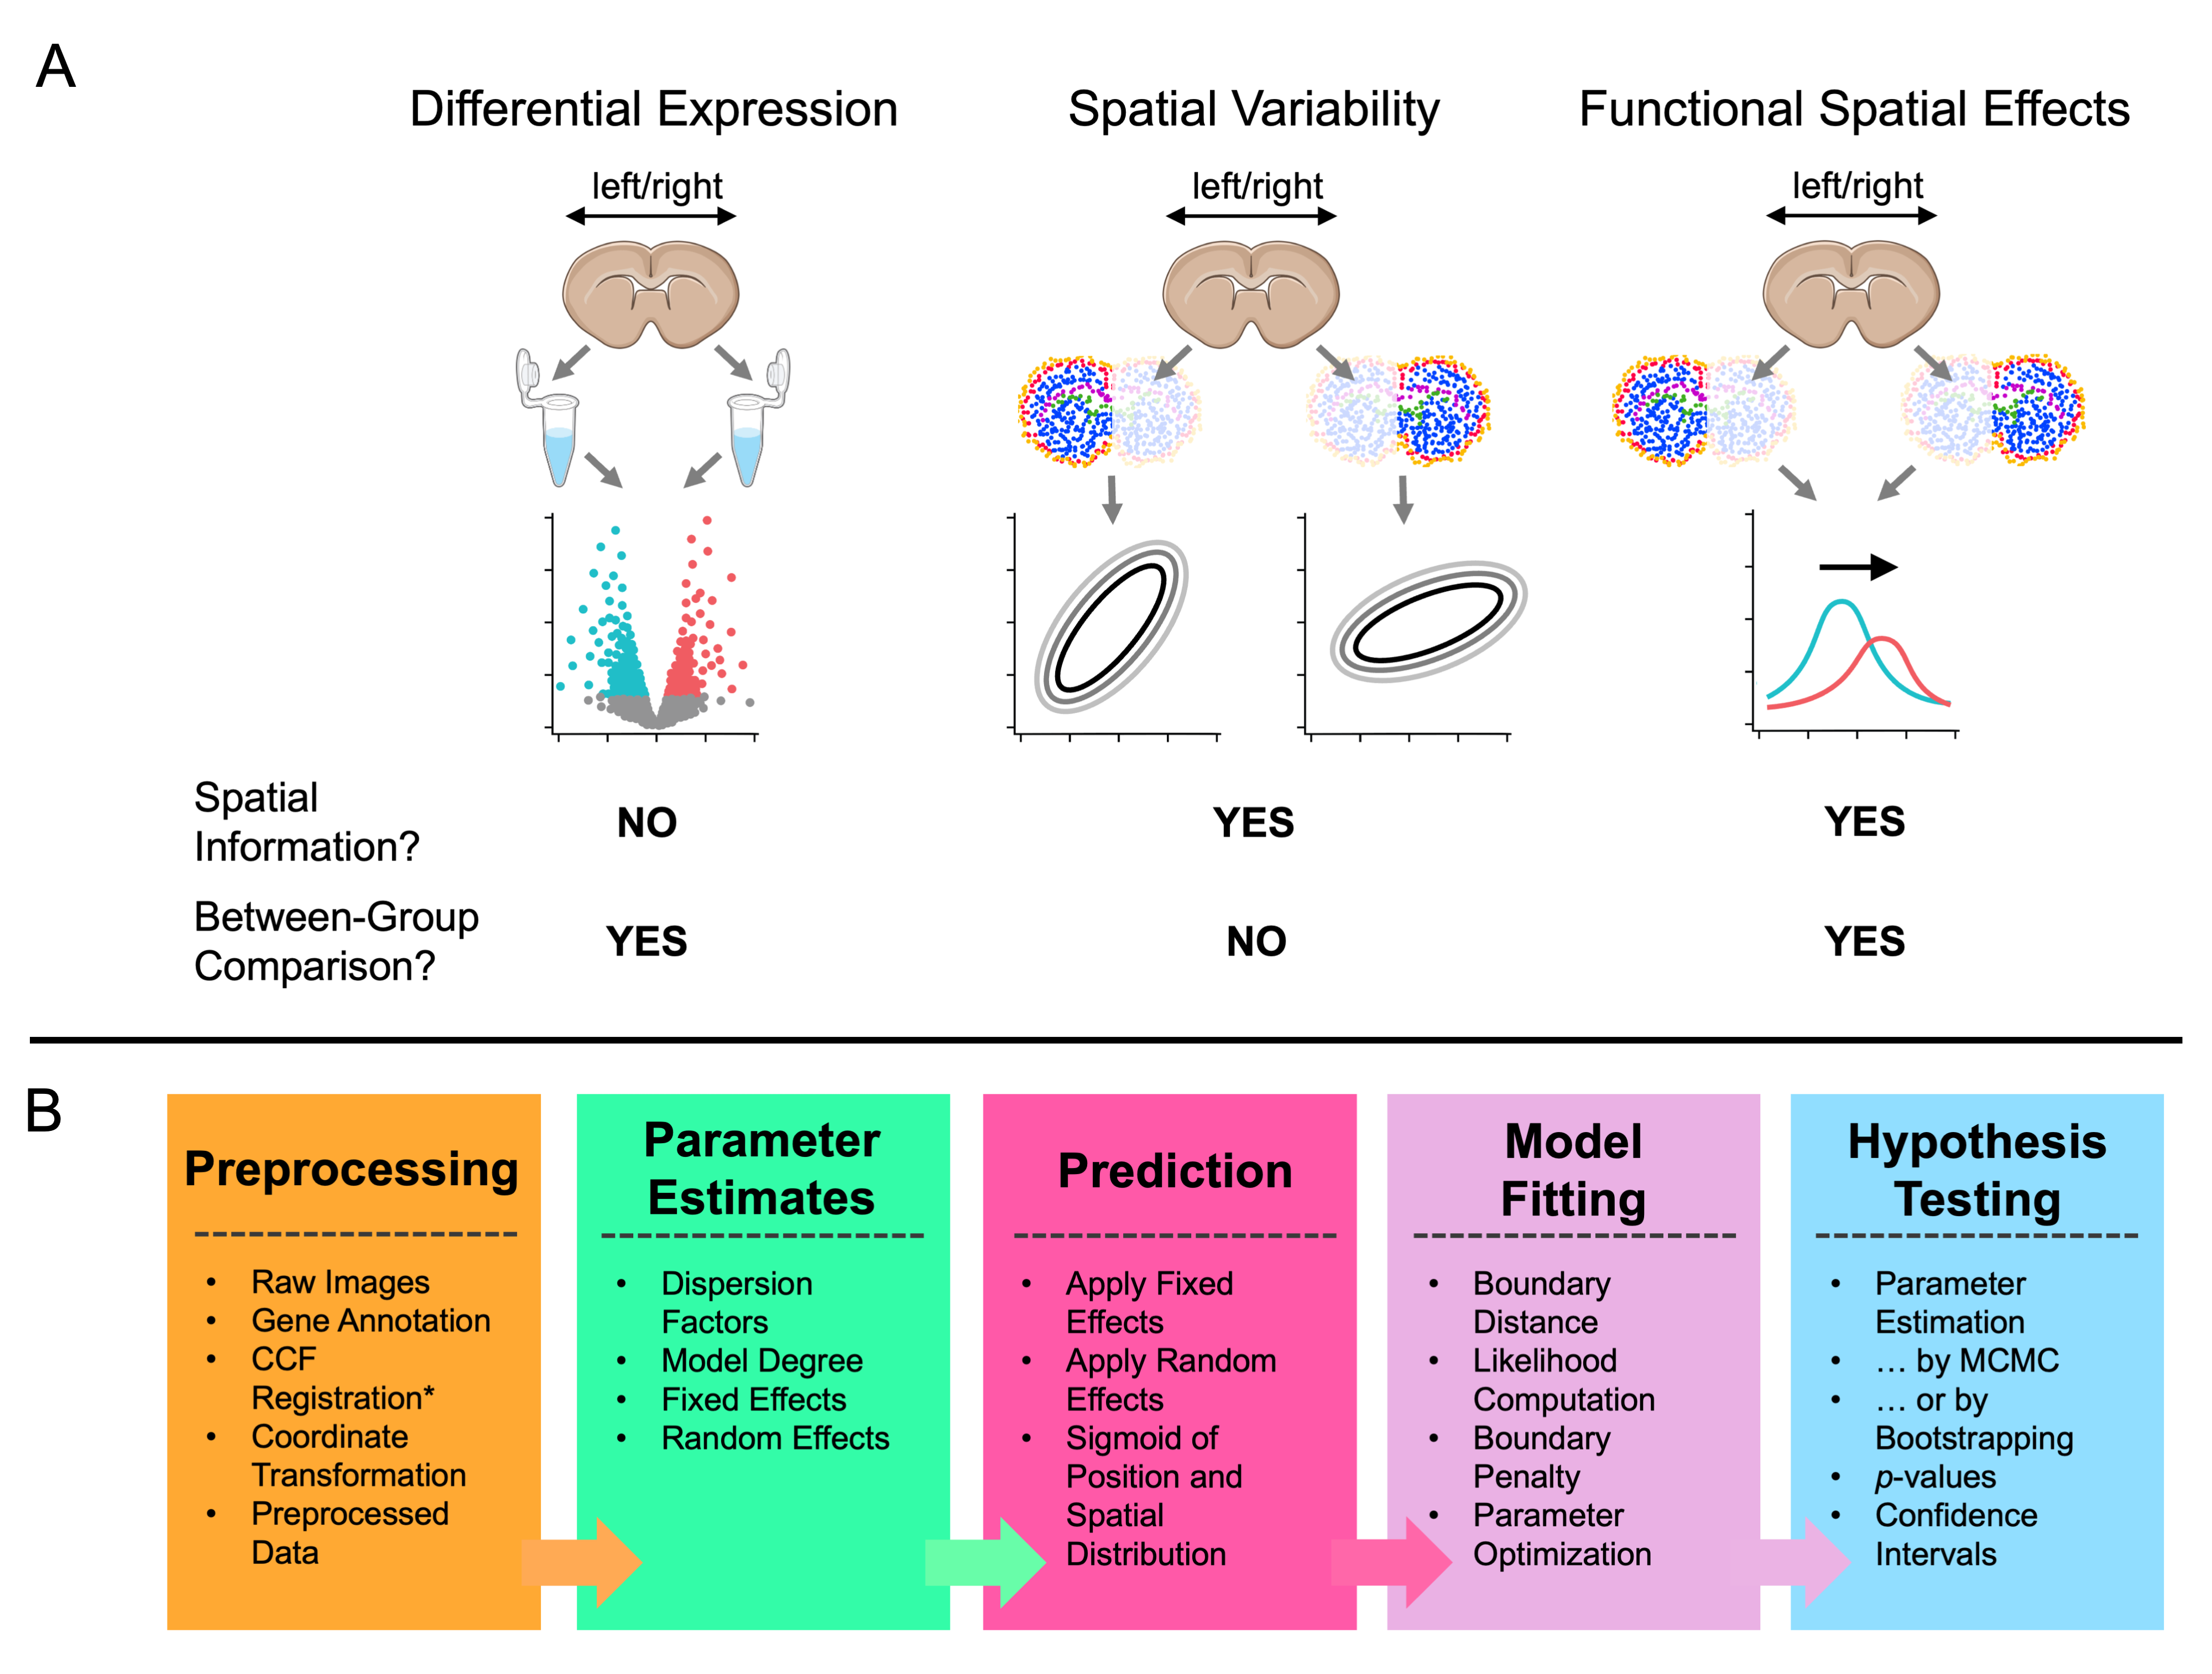 A
Differential Expression
Spatial Variability
Functional Spatial Effects
left/right
left/right
left/right
Spatial
Information?
NO
YES
YES
Between-Group
Comparison?
YES
NO
YES
B
Preprocessing
• Raw Images
• Gene Annotation
• CCF
Registration*
• Coordinate
Transformation
• Preprocessed
Data
Parameter
Estimates
• Dispersion
Factors
• Model Degree
• Fixed Effects
• Random Effects
Prediction
• Apply Fixed
Effects
• Apply Random
Effects
• Sigmoid of
Position and
Spatial
Distribution
Model
Fitting
• Boundary
Distance
• Likelihood
Computation
• Boundary
Penalty
• Parameter
Optimization
Hypothesis
Testing
• Parameter
Estimation
• … by MCMC
• … or by
Bootstrapping
• p-values
• Confidence
Intervals